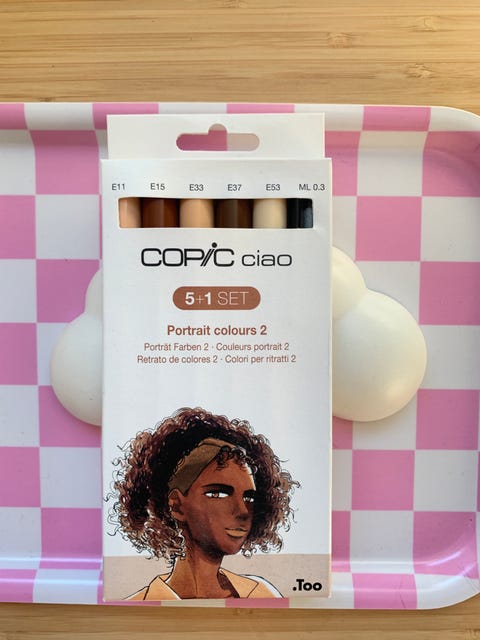 E11 E15 E33 E37 E53 ML 0.3
COPiC ciao
5+1 SET
Portrait colours 2
Porträt Farben 2 · Couleurs portrait 2
Retrato de colores 2 · Colori per ritratti 2
.Too